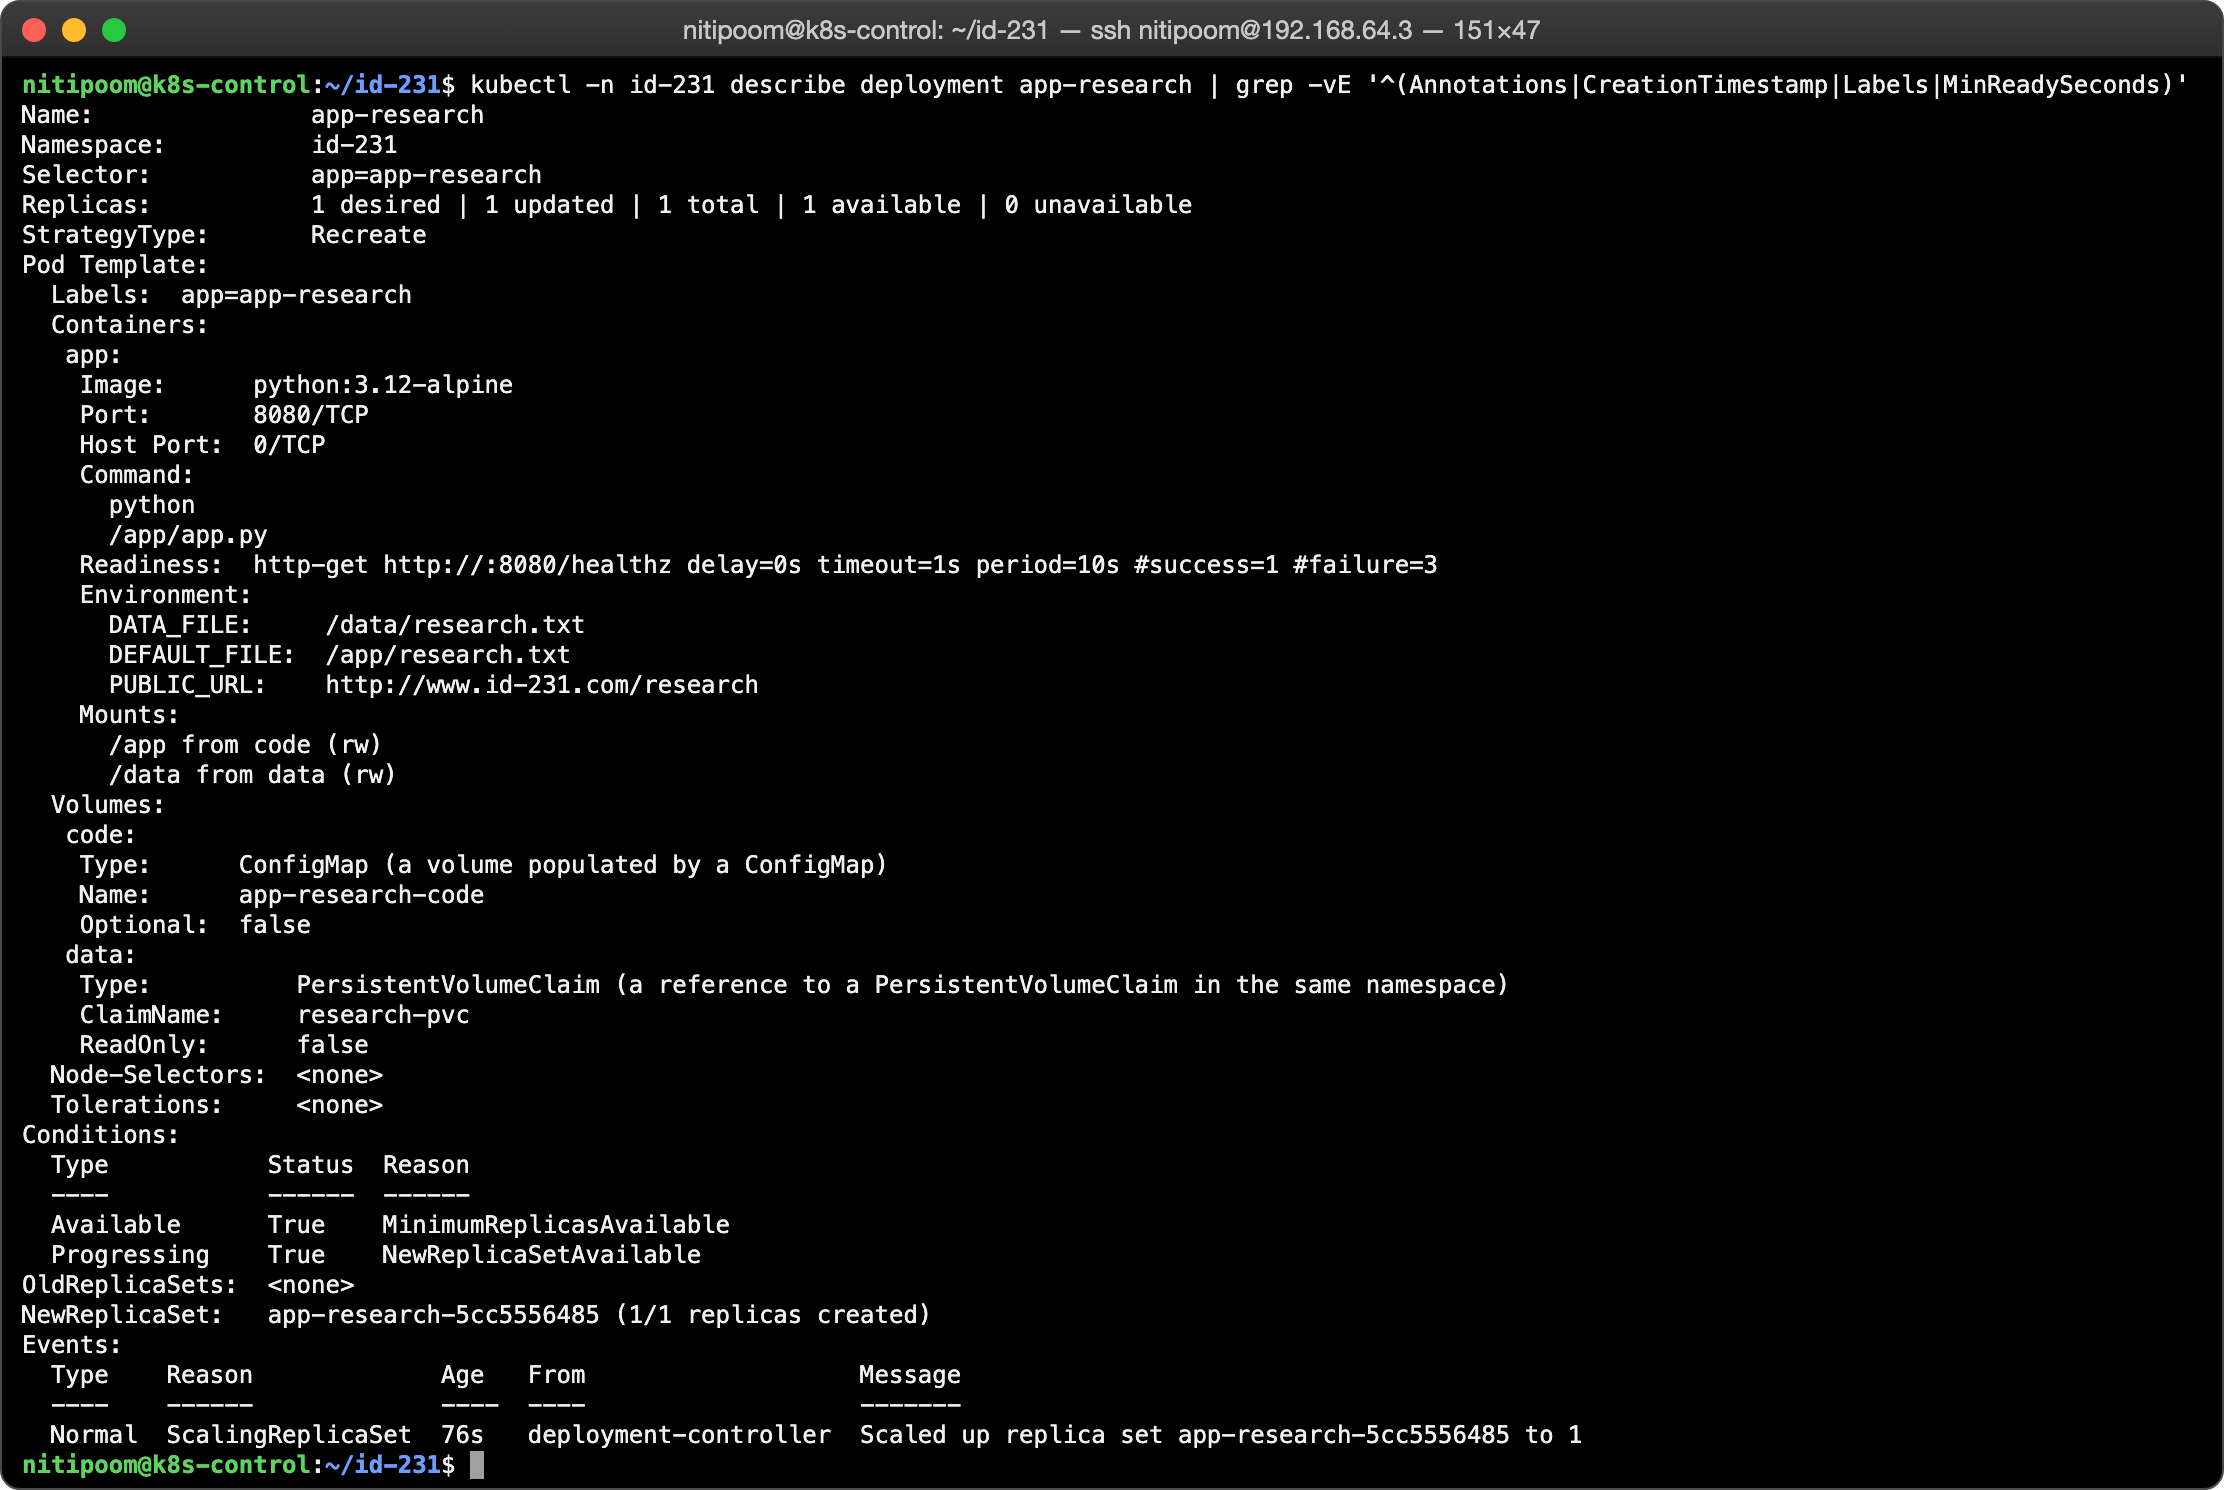 nitipoom@k8s-control: ~/id-231 — ssh nitipoom@192.168.64.3 — 151×47
nitipoom@k8s-control:~/id-231$ kubectl -n id-231 describe deployment app-research | grep -vE '^(Annotations|CreationTimestamp|Labels|MinReadySeconds)'
Name:               app-research
Namespace:          id-231
Selector:           app=app-research
Replicas:           1 desired | 1 updated | 1 total | 1 available | 0 unavailable
StrategyType:       Recreate
Pod Template:
  Labels:  app=app-research
  Containers:
   app:
    Image:      python:3.12-alpine
    Port:       8080/TCP
    Host Port:  0/TCP
    Command:
      python
      /app/app.py
    Readiness:  http-get http://:8080/healthz delay=0s timeout=1s period=10s #success=1 #failure=3
    Environment:
      DATA_FILE:     /data/research.txt
      DEFAULT_FILE:  /app/research.txt
      PUBLIC_URL:    http://www.id-231.com/research
    Mounts:
      /app from code (rw)
      /data from data (rw)
  Volumes:
   code:
    Type:      ConfigMap (a volume populated by a ConfigMap)
    Name:      app-research-code
    Optional:  false
   data:
    Type:          PersistentVolumeClaim (a reference to a PersistentVolumeClaim in the same namespace)
    ClaimName:     research-pvc
    ReadOnly:      false
  Node-Selectors:  <none>
  Tolerations:     <none>
Conditions:
  Type           Status  Reason
  ----           ------  ------
  Available      True    MinimumReplicasAvailable
  Progressing    True    NewReplicaSetAvailable
OldReplicaSets:  <none>
NewReplicaSet:   app-research-5cc5556485 (1/1 replicas created)
Events:
  Type    Reason             Age   From                   Message
  ----    ------             ----  ----                   -------
  Normal  ScalingReplicaSet  76s   deployment-controller  Scaled up replica set app-research-5cc5556485 to 1
nitipoom@k8s-control:~/id-231$